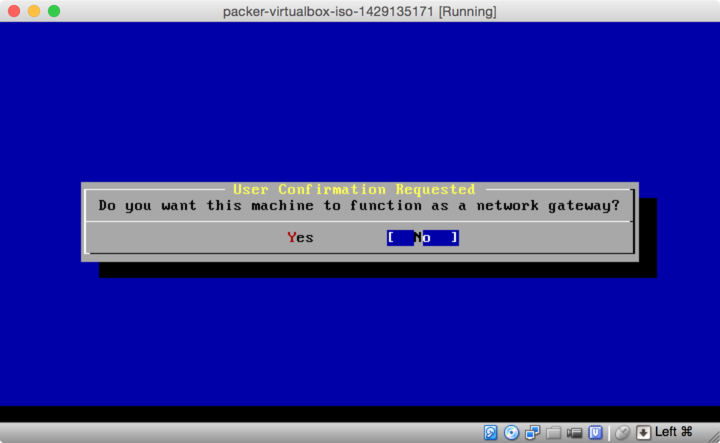 packer-virtualbox-iso-1429135171 [Running]
User Confirmation Requested
Do you want this machine to function as a network gateway?
Yes [ No ]
Left ⌘